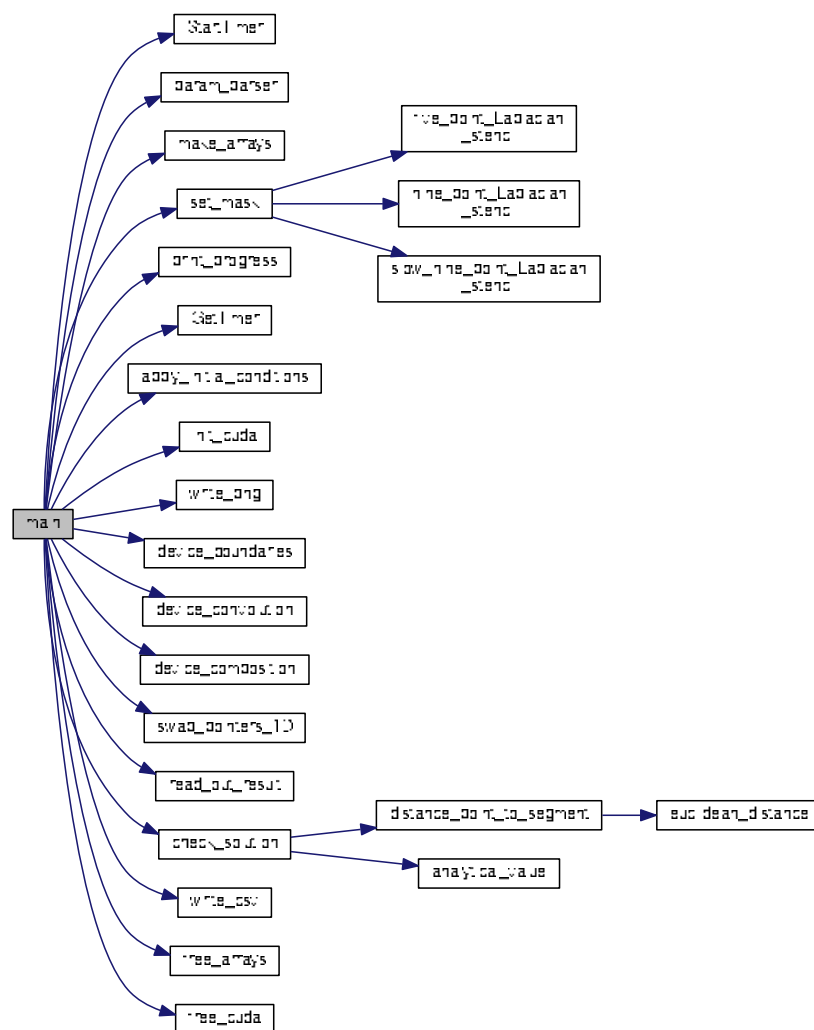 StartTimer
param_parser
make_arrays
set_mask
five_point_Laplacian
_stencil
nine_point_Laplacian
_stencil
slow_nine_point_Laplacian
_stencil
print_progress
GetTimer
apply_initial_conditions
init_cuda
write_png
main
device_boundaries
device_convolution
device_composition
swap_pointers_1D
read_out_result
check_solution
distance_point_to_segment
euclidean_distance
analytical_value
write_csv
free_arrays
free_cuda